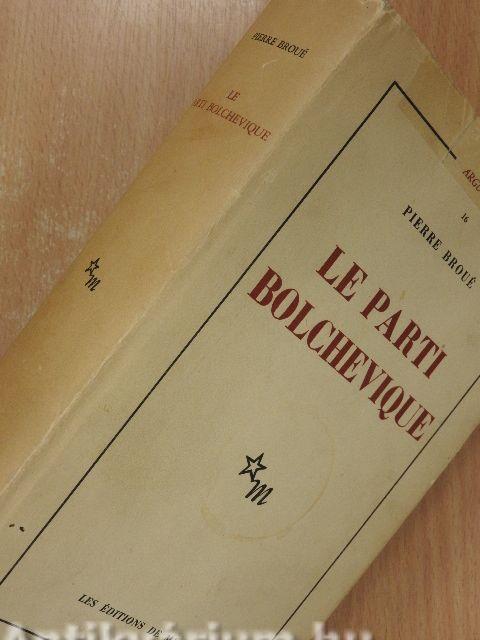 PIERRE BROUÉ
LE
PARTI BOLCHEVIQUE
m
16
PIERRE BROUÉ
LE PARTI
BOLCHEVIQUE
m
LES ÉDITIONS DE